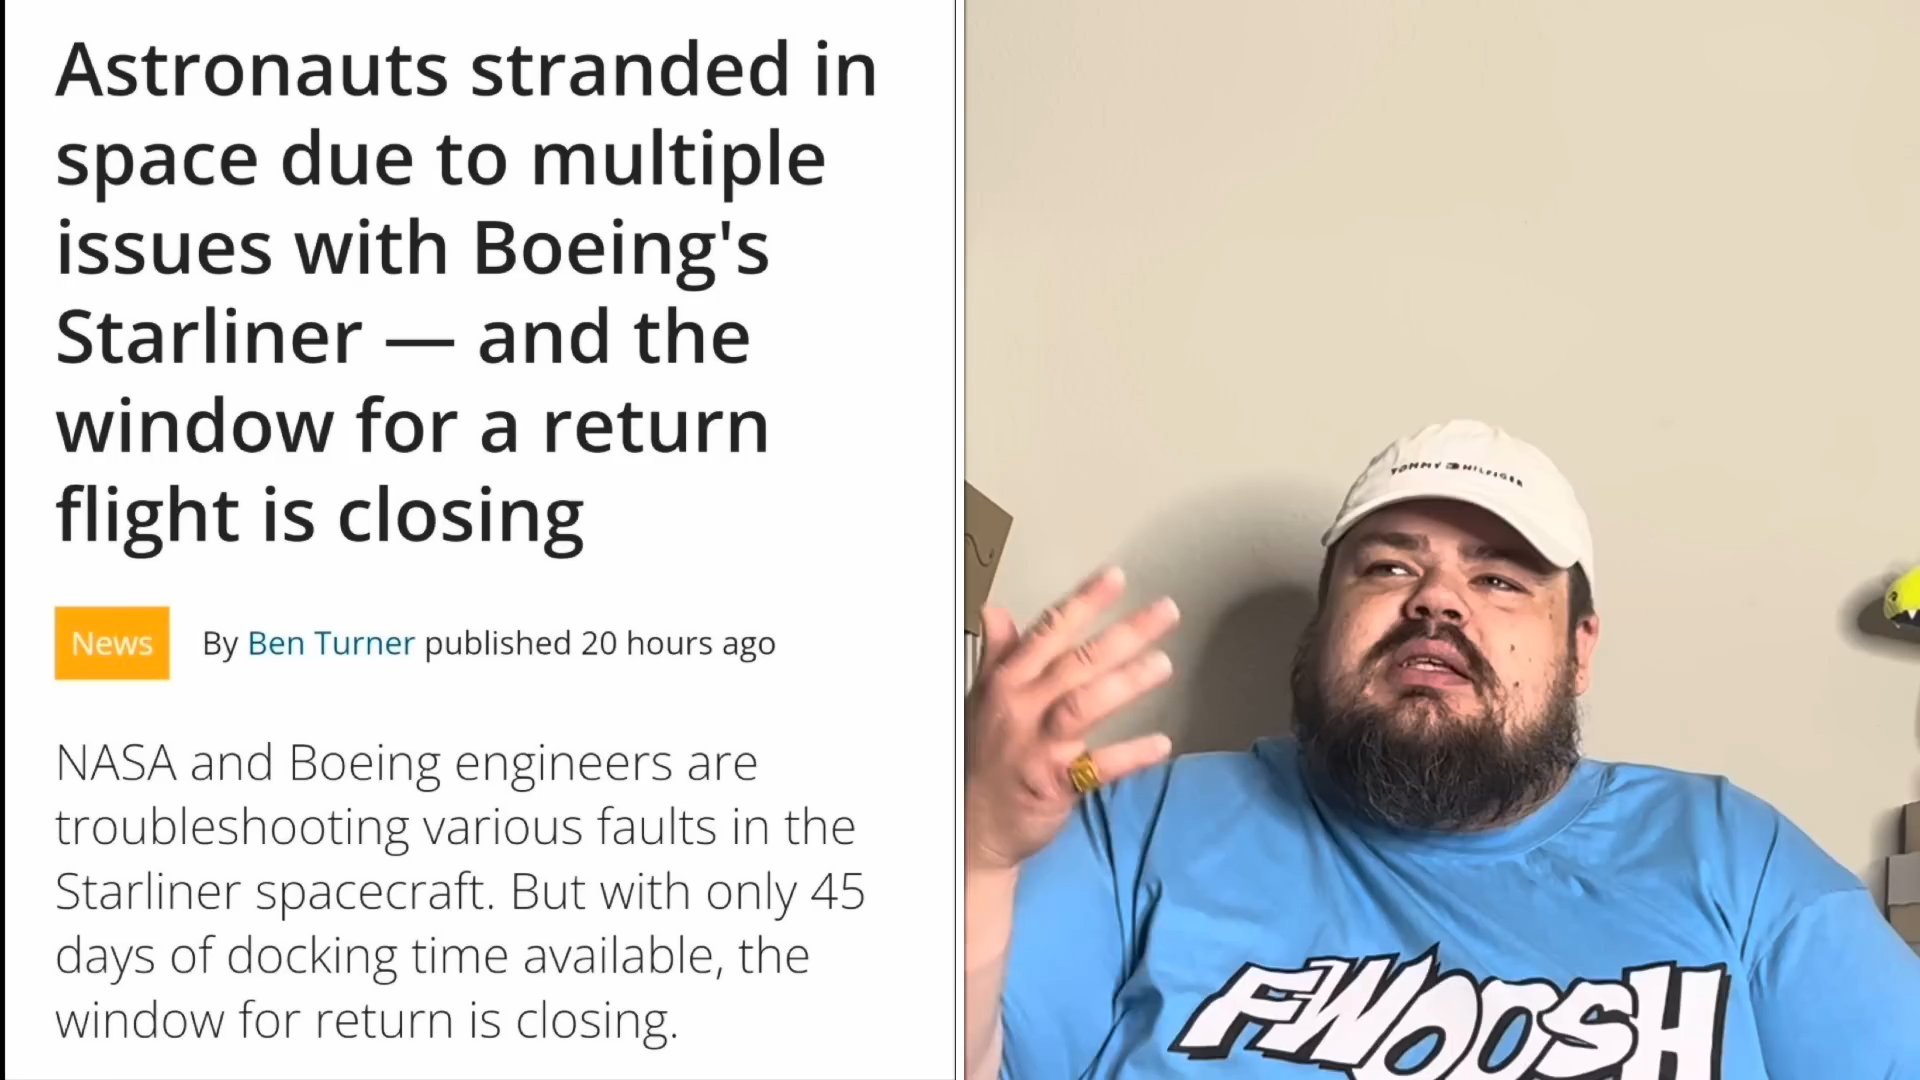 Astronauts stranded in
space due to multiple
issues with Boeing's
Starliner — and the
window for a return
flight is closing
News
By Ben Turner published 20 hours ago
NASA and Boeing engineers are
troubleshooting various faults in the
Starliner spacecraft. But with only 45
days of docking time available, the
window for return is closing.
TOMMY HILFIGER
FWOOSH